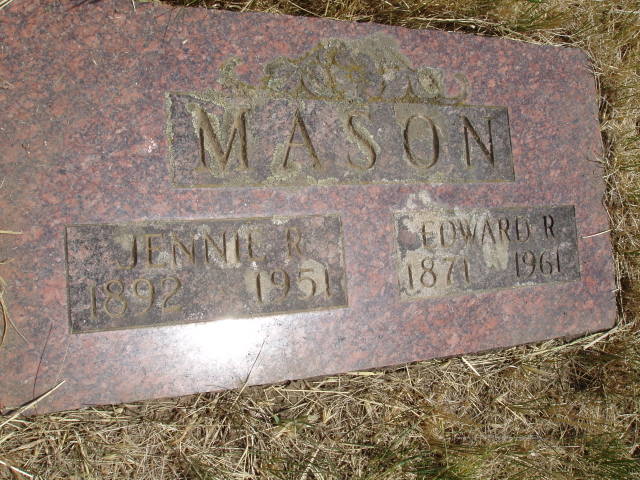 MASON
JENNIE R.
1892 1951
EDWARD R.
1871 1961